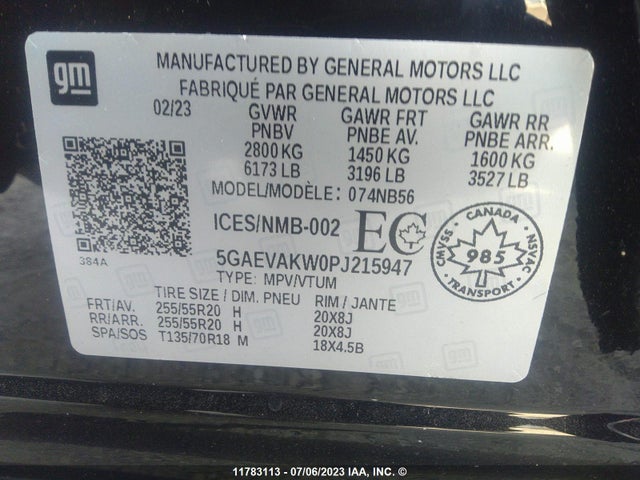 gm
MANUFACTURED BY GENERAL MOTORS LLC
FABRIQUÉ PAR GENERAL MOTORS LLC
02/23 GVWR GAWR FRT GAWR RR
PNBV PNBE AV. PNBE ARR.
2800 KG 1450 KG 1600 KG
6173 LB 3196 LB 3527 LB
MODEL/MODÈLE: 074NB56
ICES/NMB-002 EC
384A
5GAEVAKW0PJ215947
TYPE: MPV/VTUM
CANADA
CMVSS 985 NSVAC
TRANSPORT
TIRE SIZE / DIM. PNEU RIM / JANTE
FRT/AV. 255/55R20 H 20X8J
RR/ARR. 255/55R20 H 20X8J
SPA/SOS T135/70R18 M 18X4.5B
11783113 - 07/06/2023 IAA, INC. ©